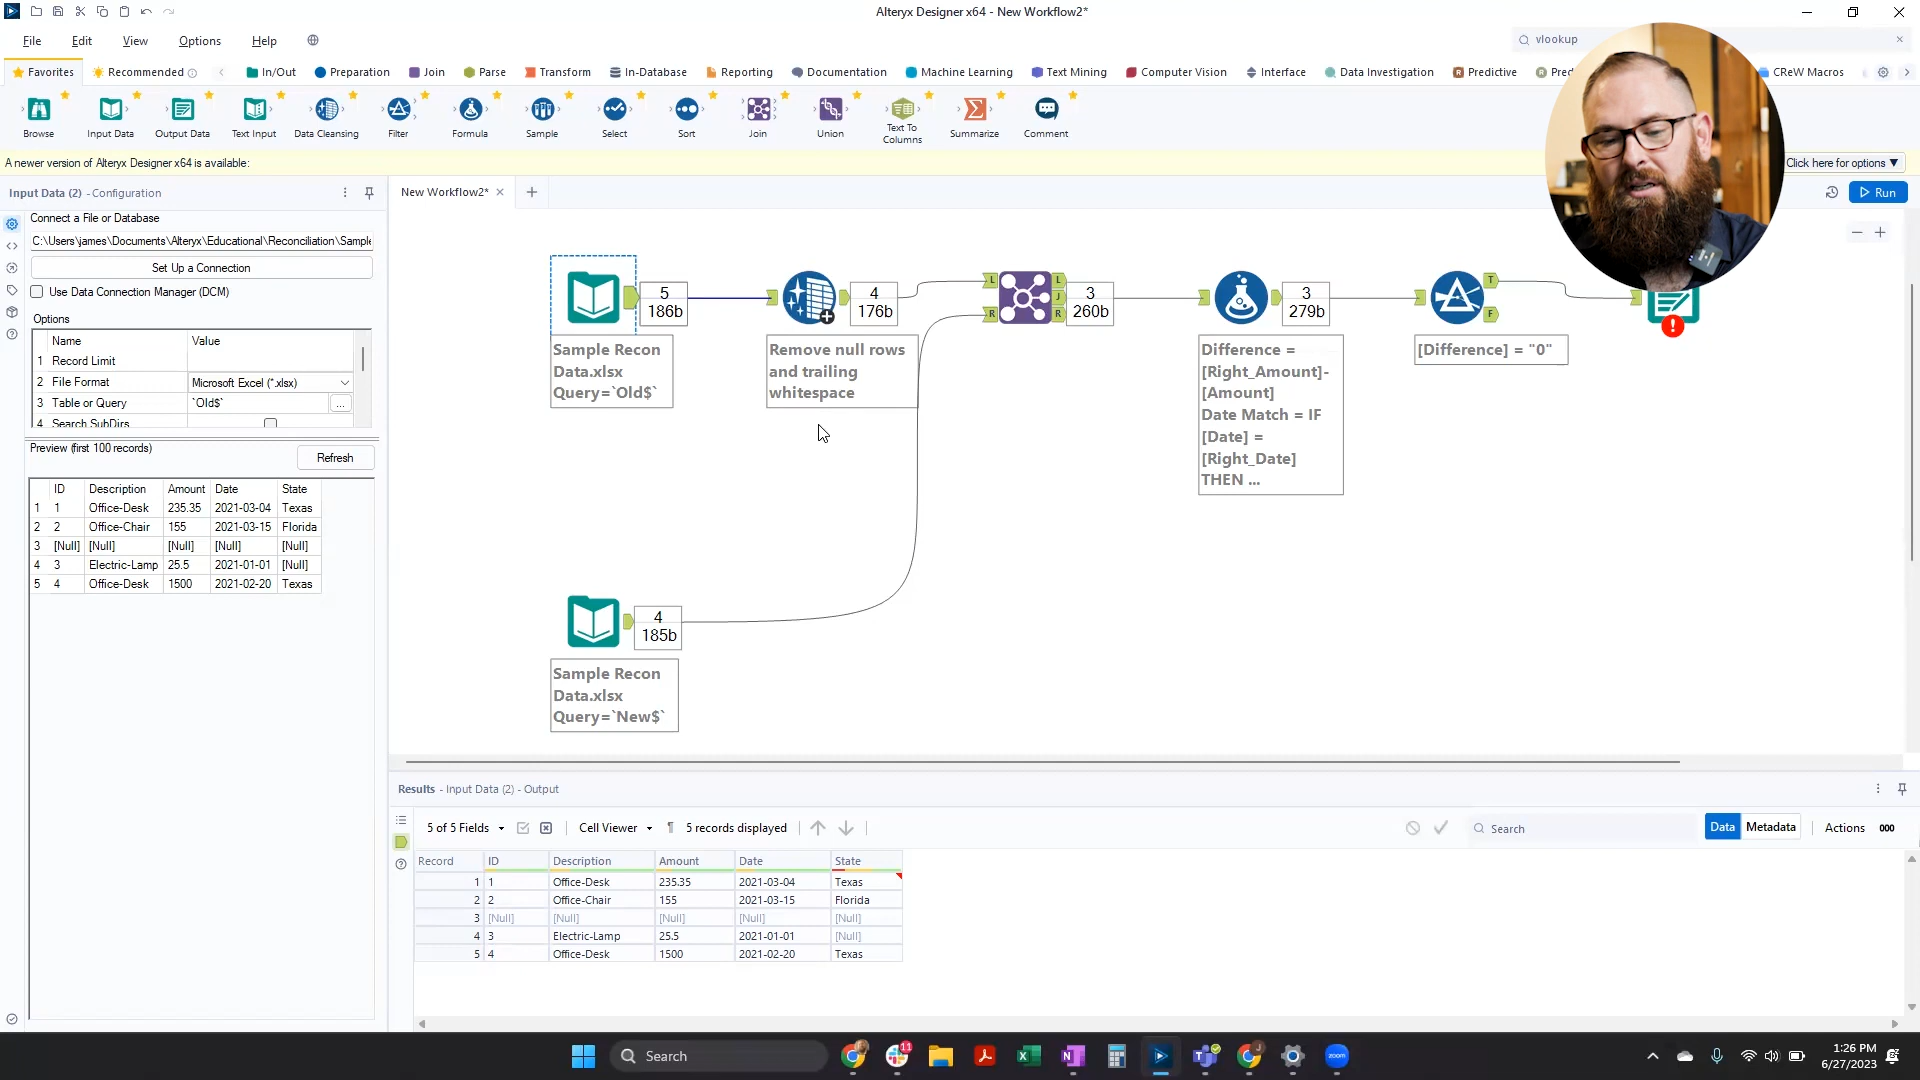 Alteryx Designer x64 - New Workflow2*
File Edit View Options Help
vlookup
Favorites Recommended In/Out Preparation Join Parse Transform In-Database Reporting Documentation Machine Learning Text Mining Computer Vision Interface Data Investigation Predictive CReW Macros
Browse Input Data Output Data Text Input Data Cleansing Filter Formula Sample Select Sort Join Union Text To Columns Summarize Comment
A newer version of Alteryx Designer x64 is available:
Click here for options ▼
Input Data (2) - Configuration
Connect a File or Database
C:\Users\james\Documents\Alteryx\Educational\Reconciliation\Sample
Set Up a Connection
Use Data Connection Manager (DCM)
Options
Name Value
1 Record Limit
2 File Format Microsoft Excel (*.xlsx)
3 Table or Query `Old$` ...
4 Search SubDirs
Preview (first 100 records)
Refresh
ID Description Amount Date State
1 1 Office-Desk 235.35 2021-03-04 Texas
2 2 Office-Chair 155 2021-03-15 Florida
3 [Null] [Null] [Null] [Null] [Null]
4 3 Electric-Lamp 25.5 2021-01-01 [Null]
5 4 Office-Desk 1500 2021-02-20 Texas
New Workflow2*
Run
5
186b
Sample Recon
Data.xlsx
Query=`Old$`
4
176b
Remove null rows
and trailing
whitespace
L
R
L
J
R
3
260b
3
279b
Difference =
[Right_Amount]-
[Amount]
Date Match = IF
[Date] =
[Right_Date]
THEN ...
T
F
[Difference] = "0"
4
185b
Sample Recon
Data.xlsx
Query=`New$`
Results - Input Data (2) - Output
5 of 5 Fields Cell Viewer 5 records displayed Search Data Metadata Actions 000
Record ID Description Amount Date State
1 1 Office-Desk 235.35 2021-03-04 Texas
2 2 Office-Chair 155 2021-03-15 Florida
3 [Null] [Null] [Null] [Null] [Null]
4 3 Electric-Lamp 25.5 2021-01-01 [Null]
5 4 Office-Desk 1500 2021-02-20 Texas
Search
11
zoom
1:26 PM
6/27/2023